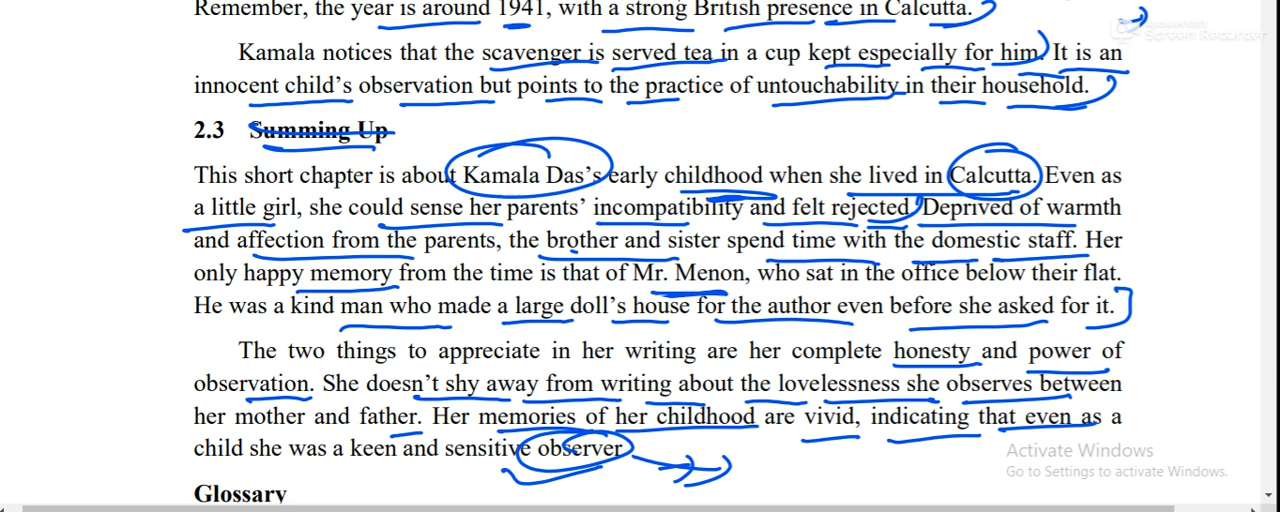 Remember, the year is around 1941, with a strong British presence in Calcutta.
Kamala notices that the scavenger is served tea in a cup kept especially for him. It is an
innocent child's observation but points to the practice of untouchability in their household.
2.3 Summing Up
This short chapter is about Kamala Das's early childhood when she lived in Calcutta. Even as
a little girl, she could sense her parents' incompatibility and felt rejected. Deprived of warmth
and affection from the parents, the brother and sister spend time with the domestic staff. Her
only happy memory from the time is that of Mr. Menon, who sat in the office below their flat.
He was a kind man who made a large doll's house for the author even before she asked for it.
The two things to appreciate in her writing are her complete honesty and power of
observation. She doesn't shy away from writing about the lovelessness she observes between
her mother and father. Her memories of her childhood are vivid, indicating that even as a
child she was a keen and sensitive observer
Glossary
Screen Recorder
Activate Windows
Go to Settings to activate Windows.